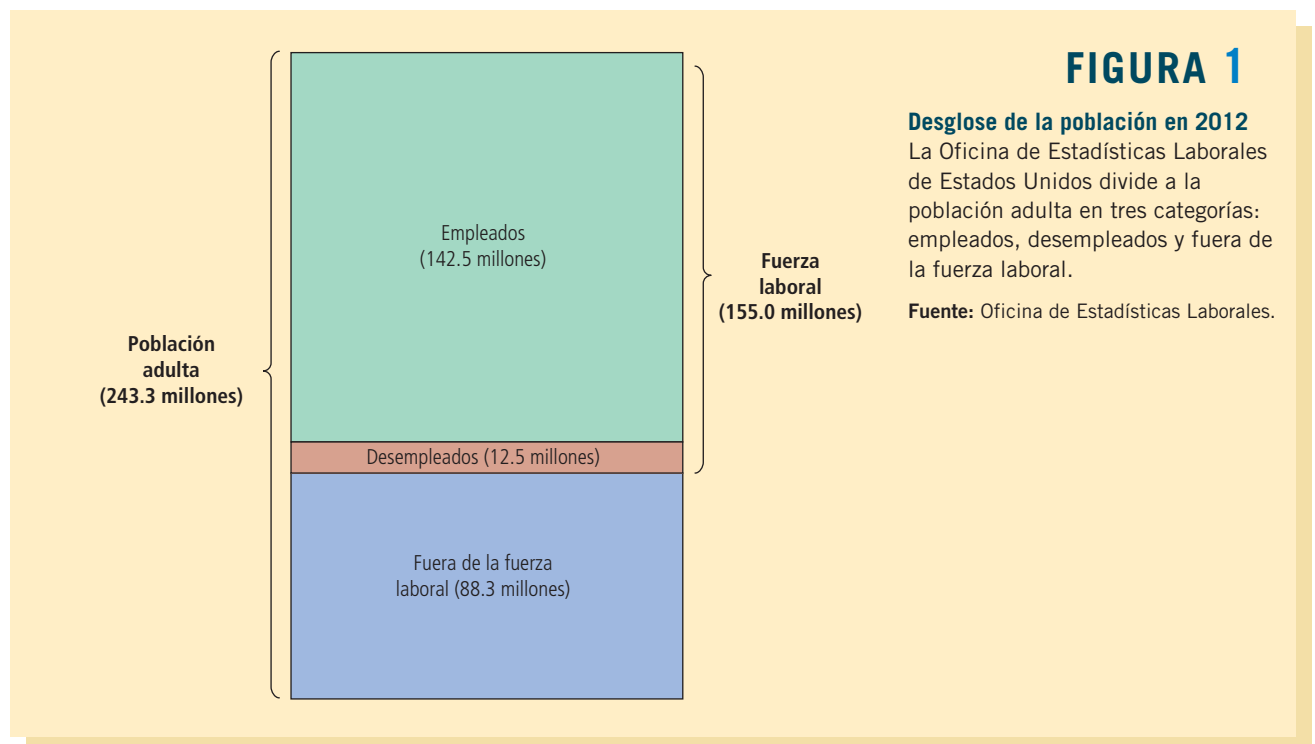 FIGURA 1
Desglose de la población en 2012
La Oficina de Estadísticas Laborales
de Estados Unidos divide a la
población adulta en tres categorías:
empleados, desempleados y fuera de
la fuerza laboral.
Fuente: Oficina de Estadísticas Laborales.
Población
adulta
(243.3 millones)
Empleados
(142.5 millones)
Desempleados (12.5 millones)
Fuera de la fuerza
laboral (88.3 millones)
Fuerza
laboral
(155.0 millones)